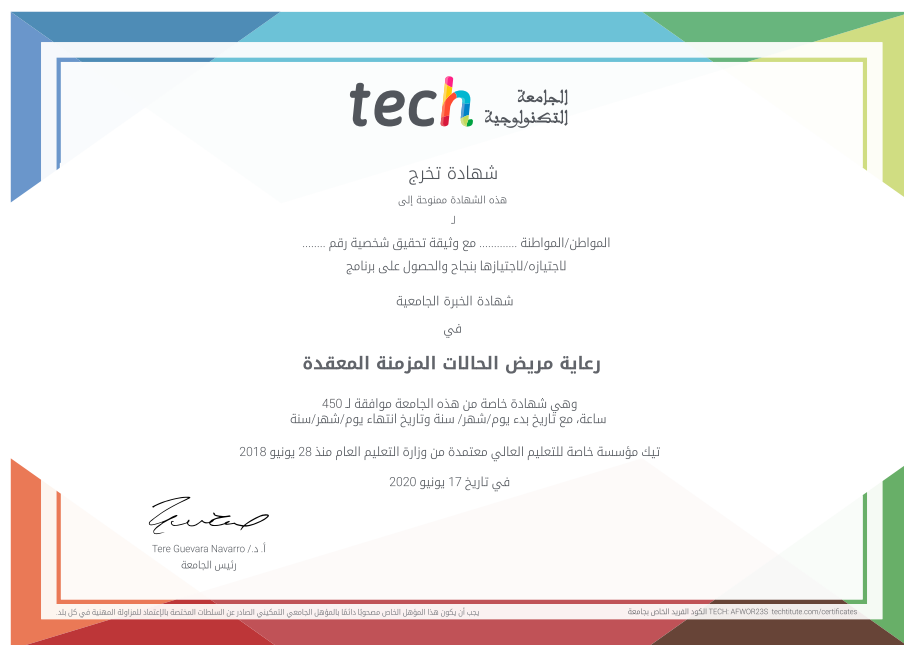 tech
الجامعة
التكنولوجية
شهادة تخرج
هذه الشهادة ممنوحة إلى
لـ
المواطن/المواطنة ............ مع وثيقة تحقيق شخصية رقم ........
لاجتيازه/لاجتيازها بنجاح والحصول على برنامج
شهادة الخبرة الجامعية
في
رعاية مريض الحالات المزمنة المعقدة
وهي شهادة خاصة من هذه الجامعة موافقة لـ 450
ساعة، مع تاريخ بدء يوم/شهر/ سنة وتاريخ انتهاء يوم/شهر/سنة
تيك مؤسسة خاصة للتعليم العالي معتمدة من وزارة التعليم العام منذ 28 يونيو 2018
في تاريخ 17 يونيو 2020
أ. د./ Tere Guevara Navarro
رئيس الجامعة
يجب أن يكون هذا المؤهل الخاص مصحوبًا دائمًا بالمؤهل الجامعي التمكيني الصادر عن السلطات المختصة بالإعتماد للمزاولة المهنية في كل بلد.
الكود الفريد الخاص بجامعة TECH: AFWOR23S techtitute.com/certificates